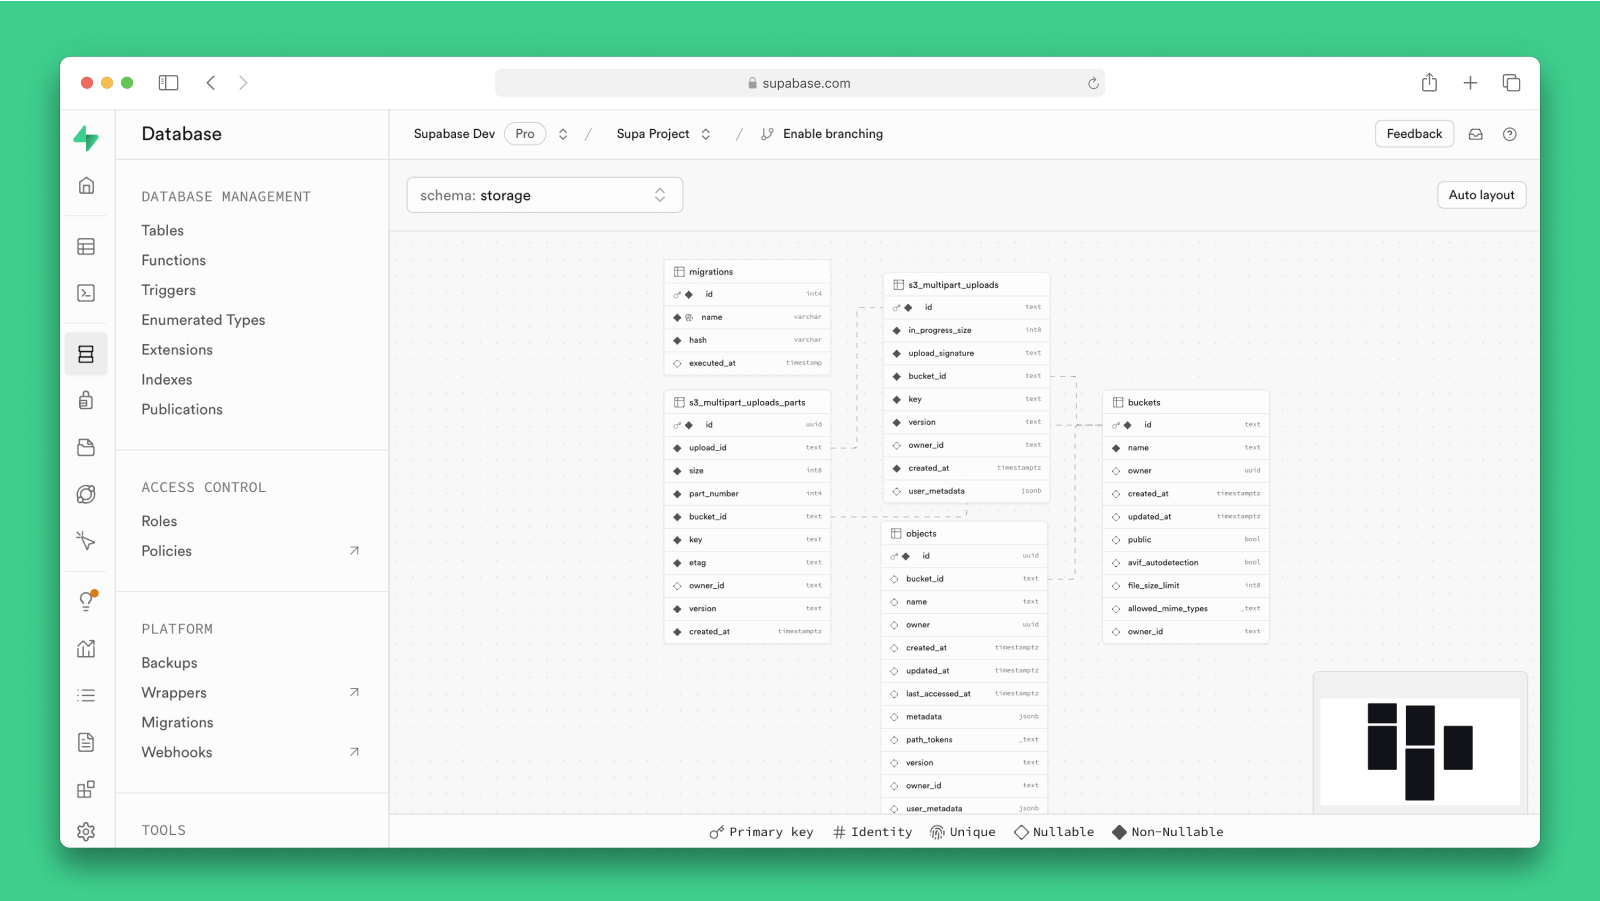 supabase.com
Database
Supabase Dev Pro / Supa Project / Enable branching
Feedback
DATABASE MANAGEMENT
Tables
Functions
Triggers
Enumerated Types
Extensions
Indexes
Publications
ACCESS CONTROL
Roles
Policies
PLATFORM
Backups
Wrappers
Migrations
Webhooks
TOOLS
schema: storage
Auto layout
migrations
id int4
name varchar
hash varchar
executed_at timestamp
s3_multipart_uploads_parts
id uuid
upload_id text
size int8
part_number int4
bucket_id text
key text
etag text
owner_id text
version text
created_at timestamptz
s3_multipart_uploads
id text
in_progress_size int8
upload_signature text
bucket_id text
key text
version text
owner_id text
created_at timestamptz
user_metadata jsonb
objects
id uuid
bucket_id text
name text
owner uuid
created_at timestamptz
updated_at timestamptz
last_accessed_at timestamptz
metadata jsonb
path_tokens _text
version text
owner_id text
user_metadata jsonb
buckets
id text
name text
owner uuid
created_at timestamptz
updated_at timestamptz
public bool
avif_autodetection bool
file_size_limit int8
allowed_mime_types _text
owner_id text
Primary key # Identity Unique Nullable Non-Nullable